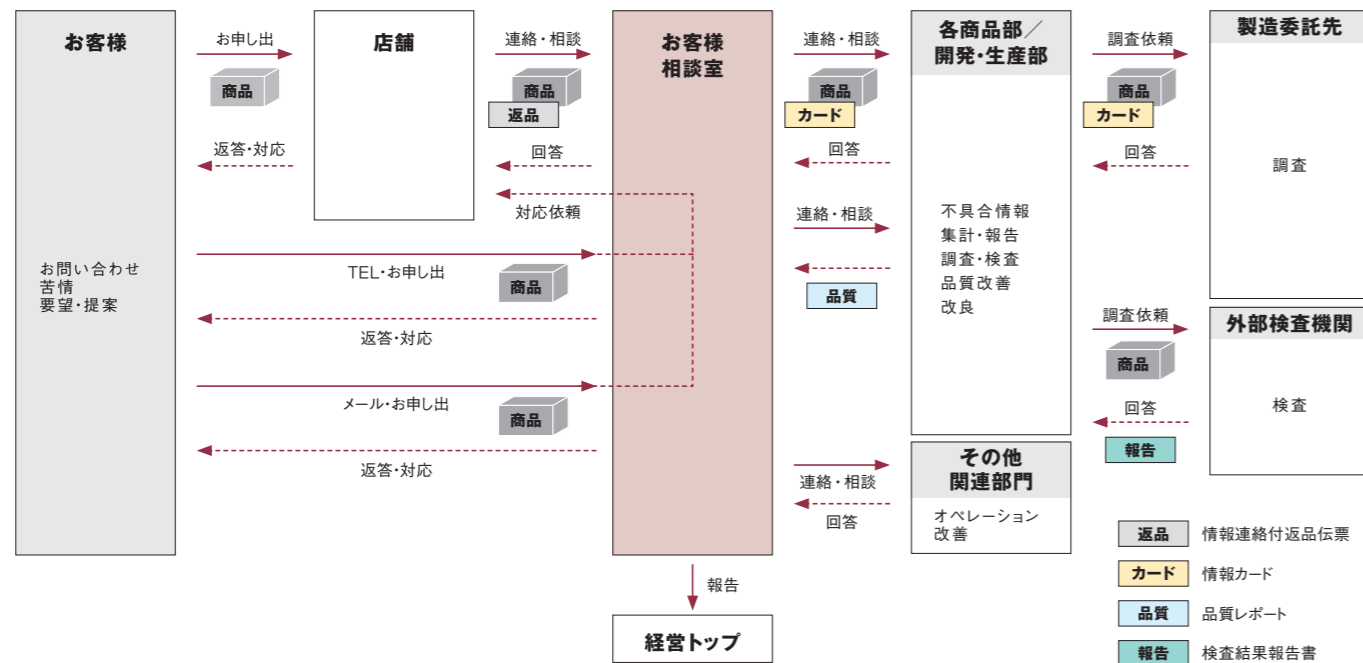 お客様
お問い合わせ
苦情
要望・提案
お申し出
商品
返答・対応
店舗
連絡・相談
商品
返品
回答
対応依頼
TEL・お申し出
商品
返答・対応
メール・お申し出
商品
返答・対応
お客様
相談室
報告
経営トップ
連絡・相談
商品
カード
回答
連絡・相談
品質
連絡・相談
回答
各商品部／
開発・生産部
不具合情報
集計・報告
調査・検査
品質改善
改良
その他
関連部門
オペレーション
改善
調査依頼
商品
カード
回答
調査依頼
商品
回答
報告
製造委託先
調査
外部検査機関
検査
返品 情報連絡付返品伝票
カード 情報カード
品質 品質レポート
報告 検査結果報告書